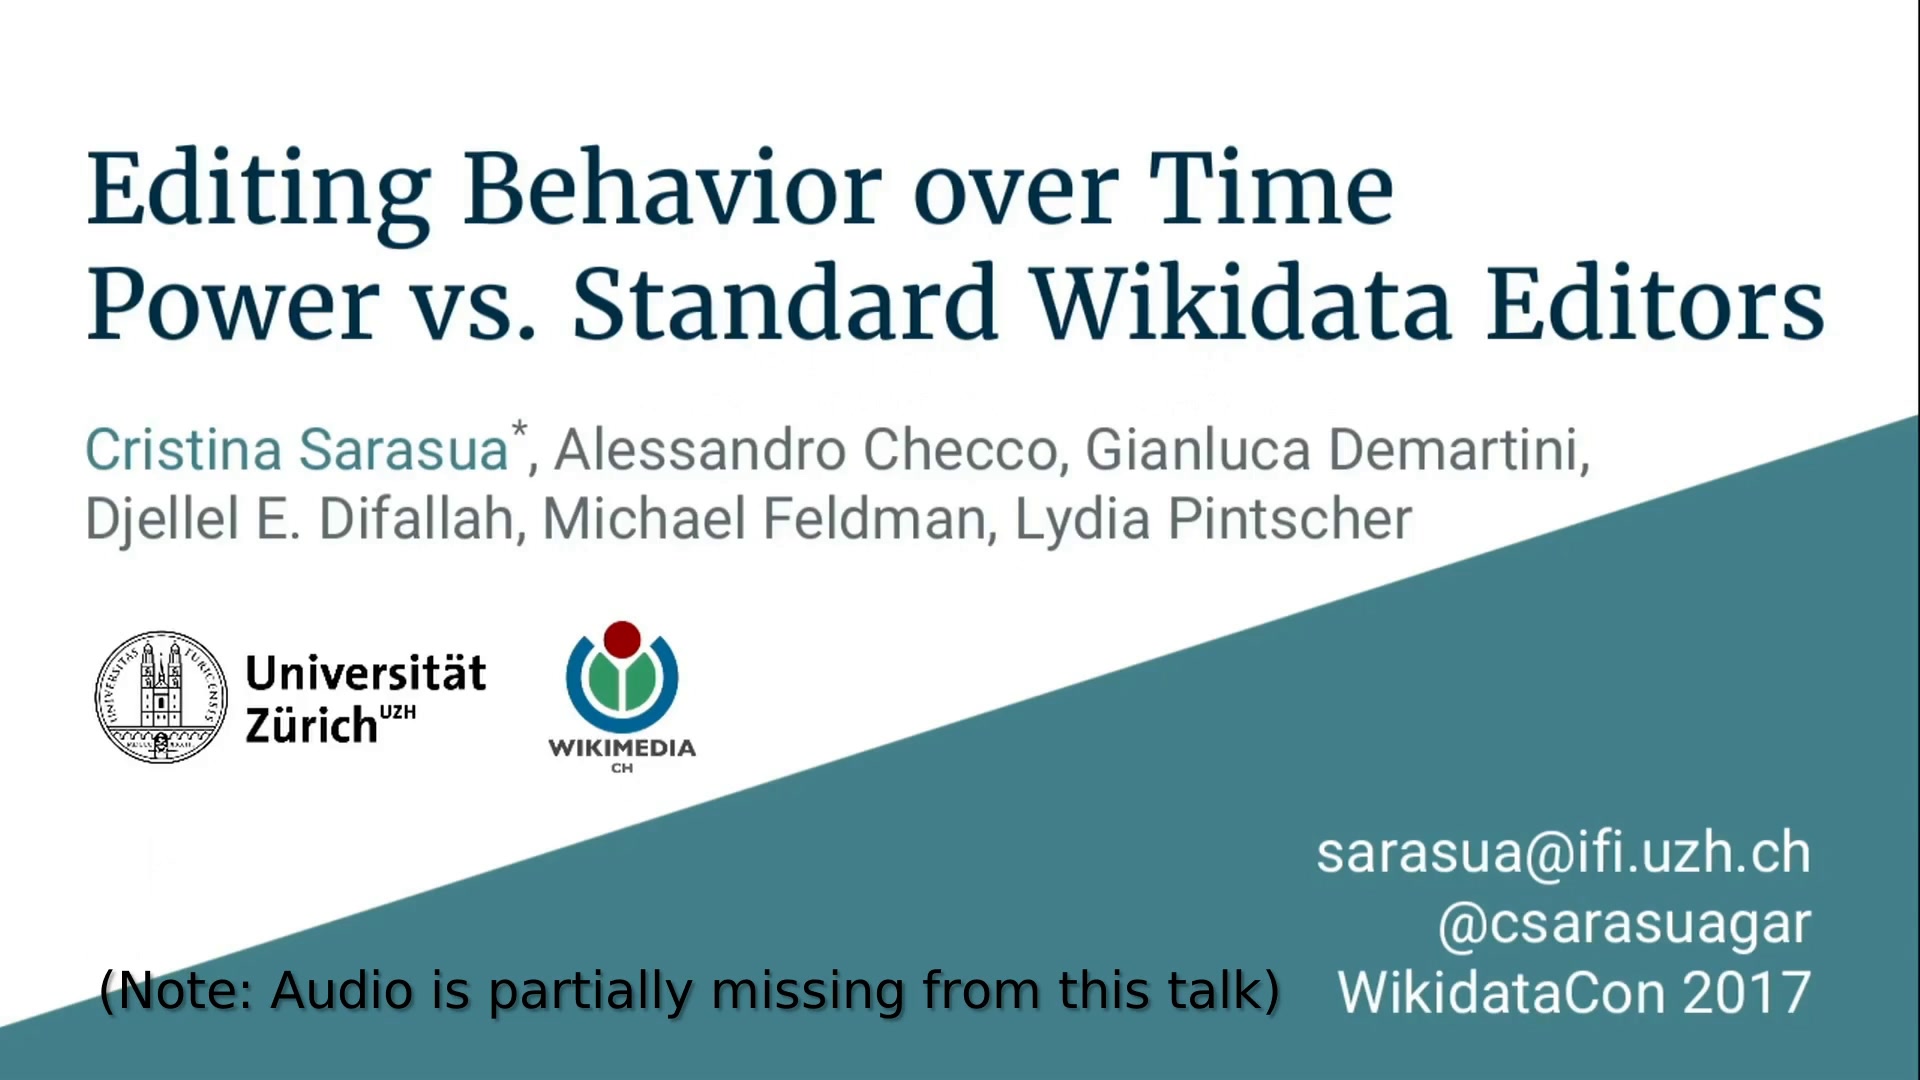 Editing Behavior over Time
Power vs. Standard Wikidata Editors
Cristina Sarasua*, Alessandro Checco, Gianluca Demartini,
Djellel E. Difallah, Michael Feldman, Lydia Pintscher
UNIVERSITAS TURICENSIS
Universität
Zürich UZH
WIKIMEDIA
CH
sarasua@ifi.uzh.ch
@csarasuagar
WikidataCon 2017
(Note: Audio is partially missing from this talk)